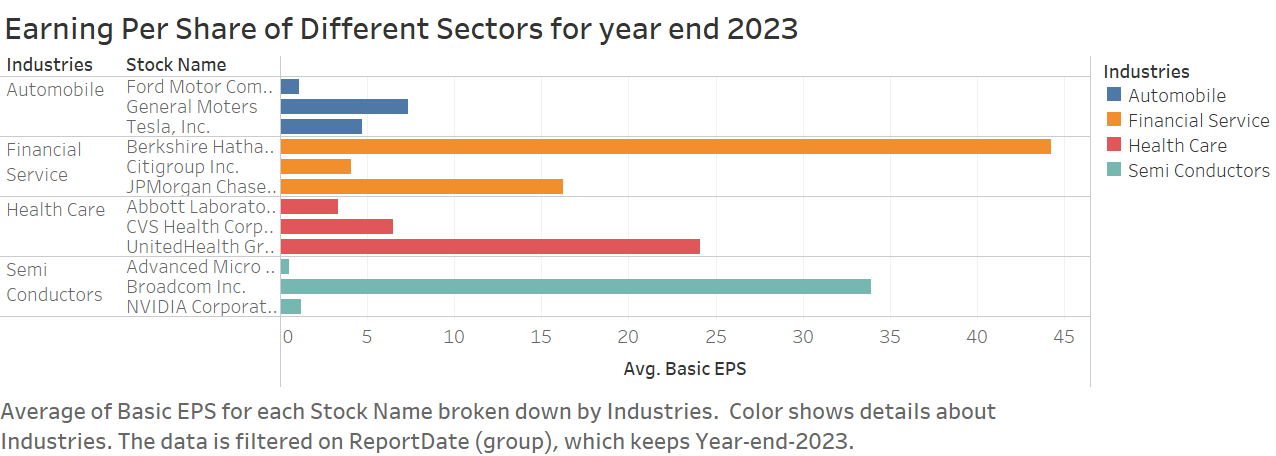 Earning Per Share of Different Sectors for year end 2023
Industries Stock Name
Automobile Ford Motor Com..
General Moters
Tesla, Inc.
Financial Service Berkshire Hatha..
Citigroup Inc.
JPMorgan Chase..
Health Care Abbott Laborato..
CVS Health Corp..
UnitedHealth Gr..
Semi Conductors Advanced Micro ..
Broadcom Inc.
NVIDIA Corporat..
0 5 10 15 20 25 30 35 40 45
Avg. Basic EPS
Industries
Automobile
Financial Service
Health Care
Semi Conductors
Average of Basic EPS for each Stock Name broken down by Industries.  Color shows details about
Industries. The data is filtered on ReportDate (group), which keeps Year-end-2023.